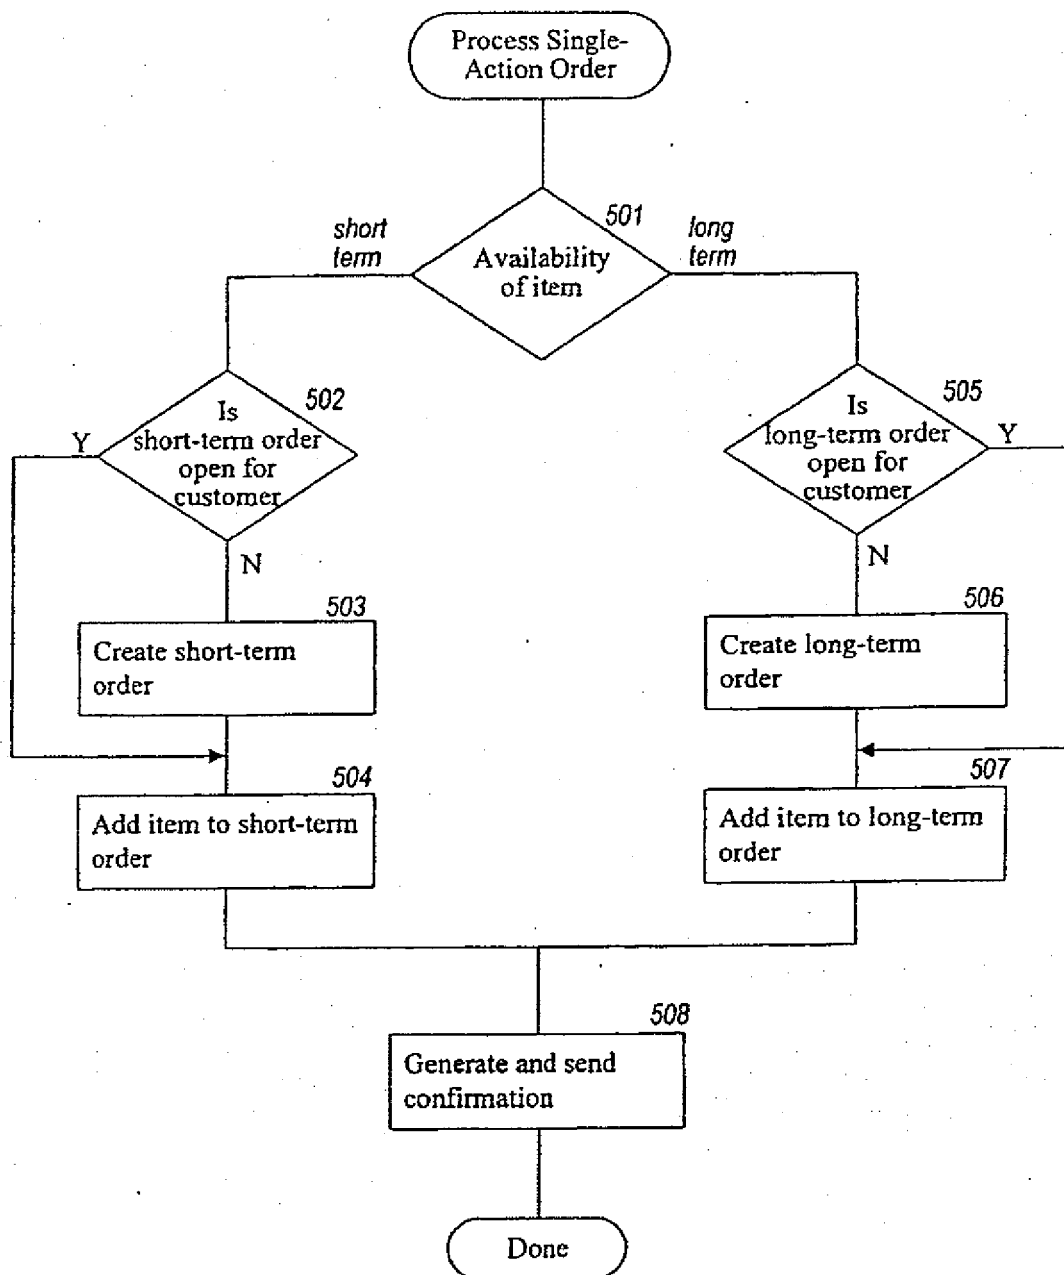 Process Single-
Action Order
501
short
term
long
term
Availability
of item
502
Is
short-term order
open for
customer
Y
N
505
Is
long-term order
open for
customer
Y
N
503
Create short-term
order
506
Create long-term
order
504
Add item to short-term
order
507
Add item to long-term
order
508
Generate and send
confirmation
Done